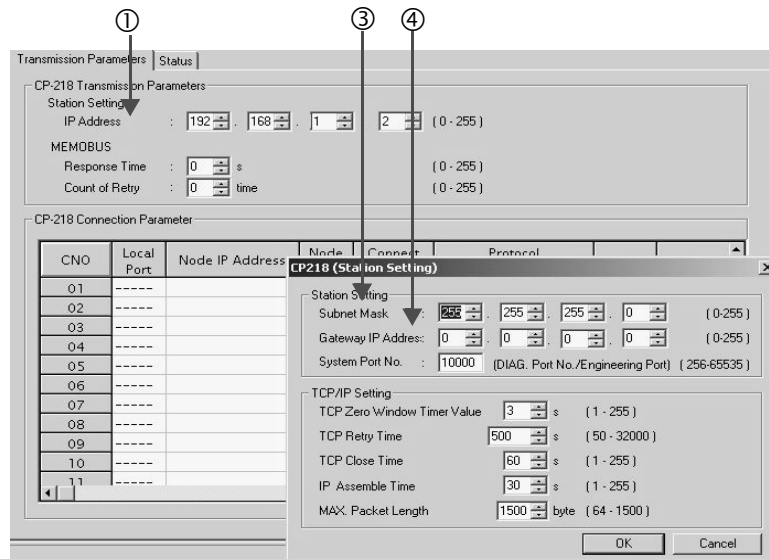 ① ③ ④
Transmission Parameters Status
CP-218 Transmission Parameters
Station Setting
IP Address : 192 . 168 . 1 2 ( 0 - 255 )
MEMOBUS
Response Time : 0 s ( 0 - 255 )
Count of Retry : 0 time ( 0 - 255 )
CP-218 Connection Parameter
CNO Local Port Node IP Address Node Connect Protocol
01 -----
02 -----
03 -----
04 -----
05 -----
06 -----
07 -----
08 -----
09 -----
10 -----
11 -----
CP218 (Station Setting)
Station Setting
Subnet Mask : 255 . 255 . 255 . 0 ( 0-255 )
Gateway IP Addres: 0 . 0 . 0 . 0 ( 0-255 )
System Port No. : 10000 (DIAG. Port No./Engineering Port) ( 256-65535 )
TCP/IP Setting
TCP Zero Window Timer Value 3 s ( 1 - 255 )
TCP Retry Time 500 s ( 50 - 32000 )
TCP Close Time 60 s ( 1 - 255 )
IP Assemble Time 30 s ( 1 - 255 )
MAX. Packet Length 1500 byte ( 64 - 1500 )
OK Cancel